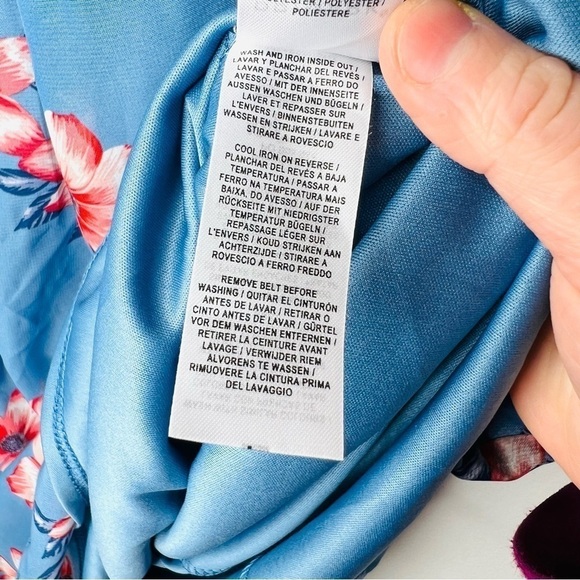 POLYESTER / POLYESTER /
POLIESTERE
WASH AND IRON INSIDE OUT /
LAVAR Y PLANCHAR DEL REVÉS /
LAVAR E PASSAR A FERRO DO
AVESSO / MIT DER INNENSEITE
AUSSEN WASCHEN UND BÜGELN /
LAVER ET REPASSER SUR
L'ENVERS / BINNENSTEBUITEN
WASSEN EN STRIJKEN / LAVARE E
STIRARE A ROVESCIO
COOL IRON ON REVERSE /
PLANCHAR DEL REVÉS A BAJA
TEMPERATURA / PASSAR A
FERRO NA TEMPERATURA MAIS
BAIXA. DO AVESSO / AUF DER
RÜCKSEITE MIT NIEDRIGSTER
TEMPERATUR BÜGELN /
REPASSAGE LÉGER SUR
L'ENVERS / KOUD STRIJKEN AAN
ACHTERZIJDE / STIRARE A
ROVESCIO A FERRO FREDDO
REMOVE BELT BEFORE
WASHING / QUITAR EL CINTURÓN
ANTES DE LAVAR / RETIRAR O
CINTO ANTES DE LAVAR / GÜRTEL
VOR DEM WASCHEN ENTFERNEN /
RETIRER LA CEINTURE AVANT
LAVAGE / VERWIJDER RIEM
ALVORENS TE WASSEN /
RIMUOVERE LA CINTURA PRIMA
DEL LAVAGGIO